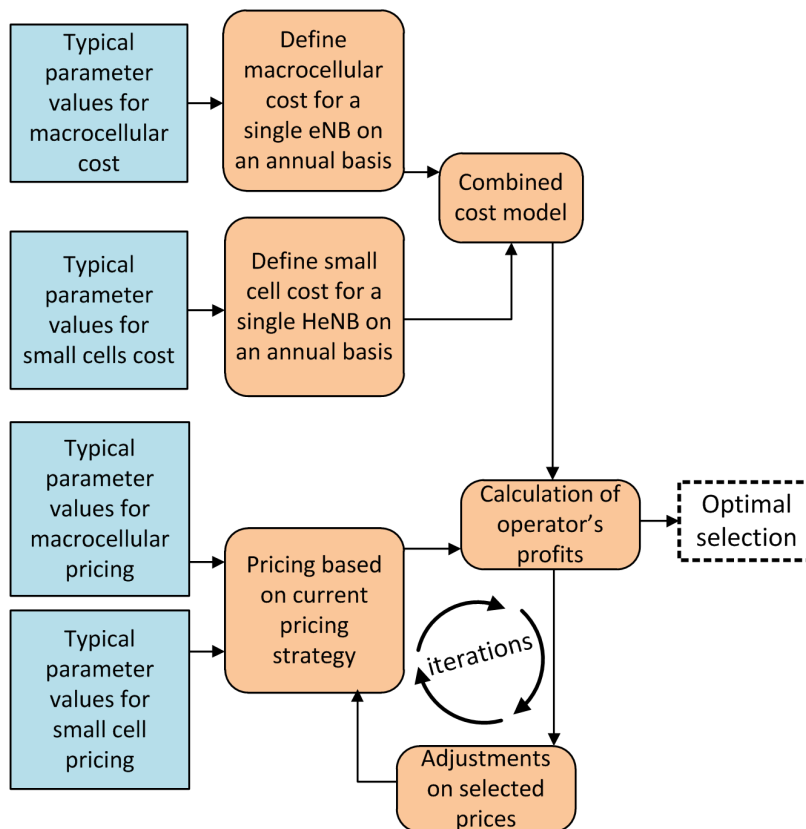 Typical
parameter
values for
macrocellular
cost
Define
macrocellular
cost for a
single eNB on
an annual basis
Combined
cost model
Typical
parameter
values for
small cells cost
Define small
cell cost for a
single HeNB on
an annual basis
Typical
parameter
values for
macrocellular
pricing
Calculation of
operator’s
profits
Optimal
selection
Pricing based
on current
pricing
strategy
iterations
Typical
parameter
values for
small cell
pricing
Adjustments
on selected
prices